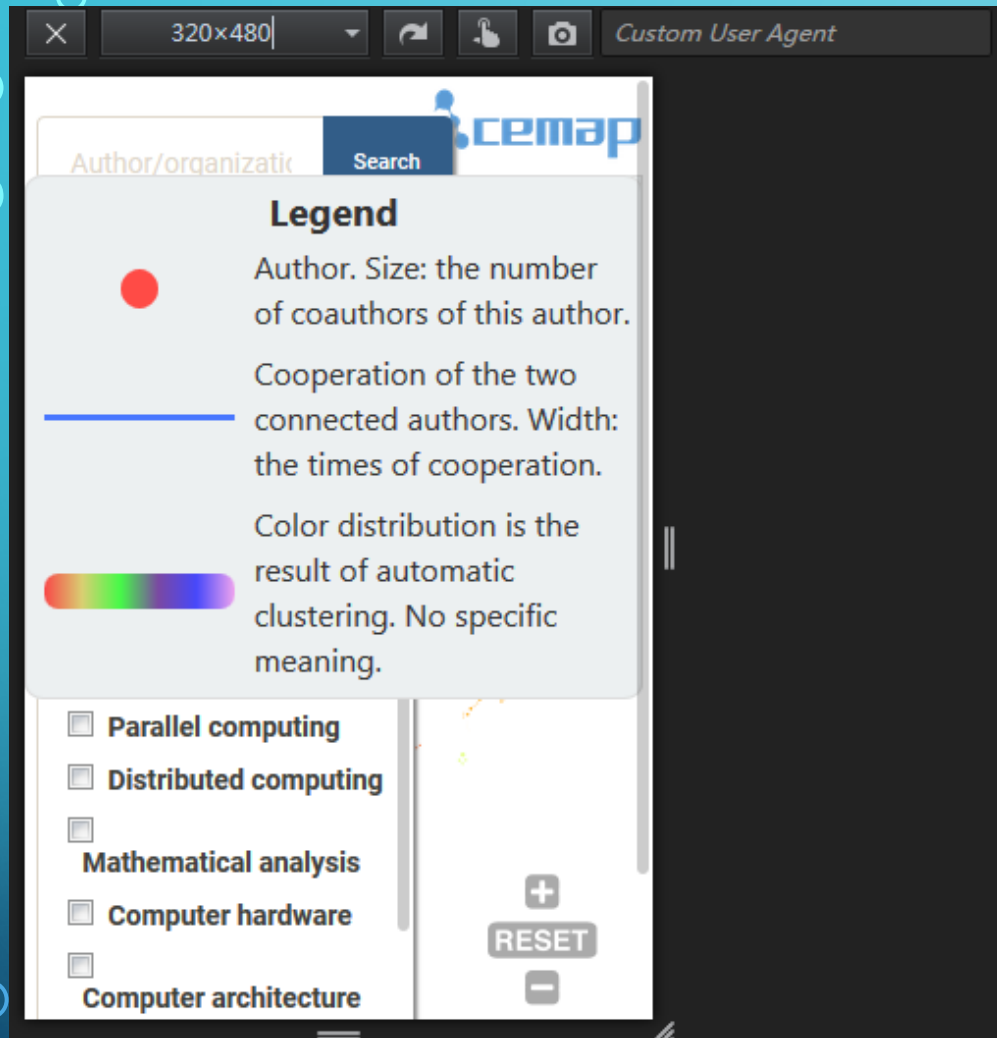 320×480
Custom User Agent
cemap
Author/organizatic
Search
Legend
Author. Size: the number
of coauthors of this author.
Cooperation of the two
connected authors. Width:
the times of cooperation.
Color distribution is the
result of automatic
clustering. No specific
meaning.
Parallel computing
Distributed computing
Mathematical analysis
Computer hardware
RESET
Computer architecture